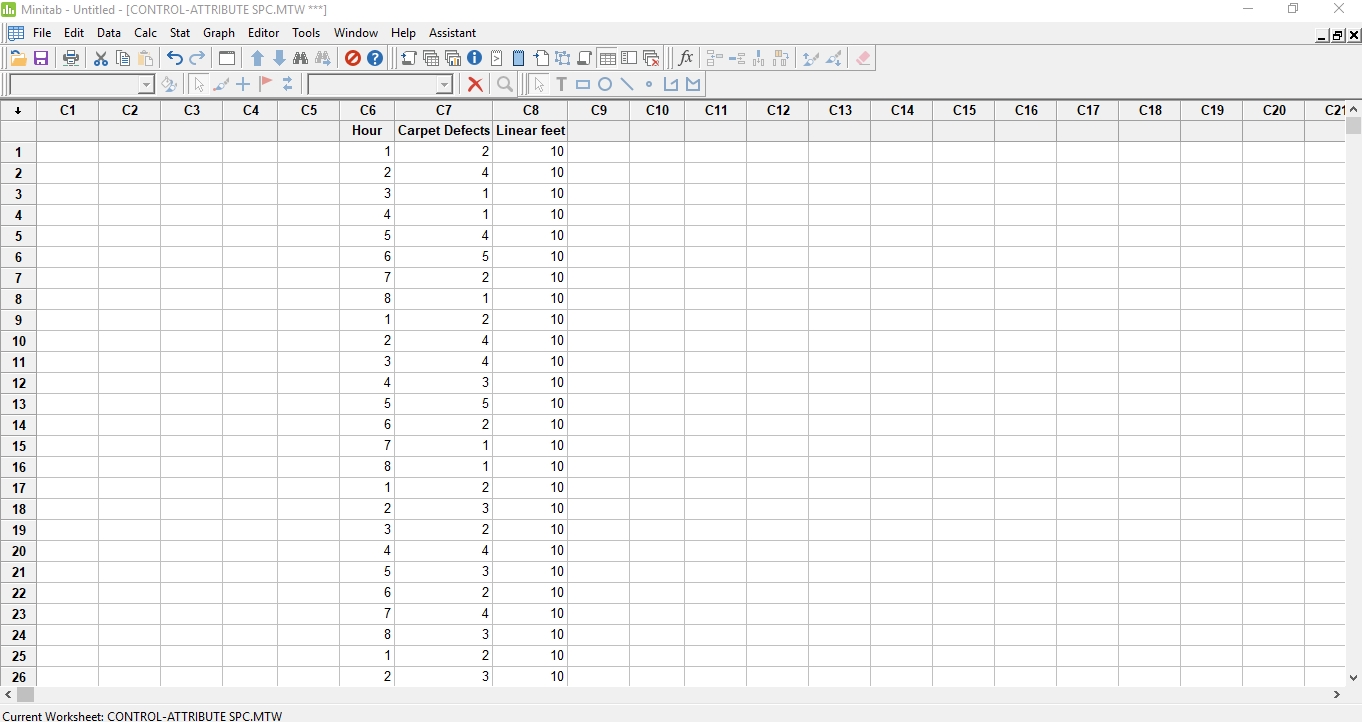 Minitab - Untitled - [CONTROL-ATTRIBUTE SPC.MTW ***]
File Edit Data Calc Stat Graph Editor Tools Window Help Assistant
↓ C1 C2 C3 C4 C5 C6 C7 C8 C9 C10 C11 C12 C13 C14 C15 C16 C17 C18 C19 C20 C21
Hour Carpet Defects Linear feet
1 1 2 10
2 2 4 10
3 3 1 10
4 4 1 10
5 5 4 10
6 6 5 10
7 7 2 10
8 8 1 10
9 1 2 10
10 2 4 10
11 3 4 10
12 4 3 10
13 5 5 10
14 6 2 10
15 7 1 10
16 8 1 10
17 1 2 10
18 2 3 10
19 3 2 10
20 4 4 10
21 5 3 10
22 6 2 10
23 7 4 10
24 8 3 10
25 1 2 10
26 2 3 10
Current Worksheet: CONTROL-ATTRIBUTE SPC.MTW